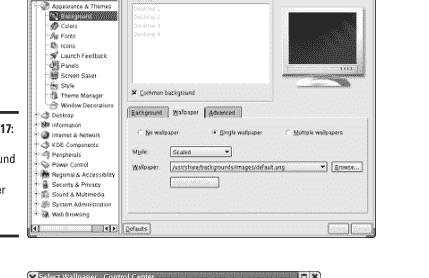 Appearance & Themes
Background
Colors
Fonts
Icons
Launch Feedback
Panels
Screen Saver
Style
Theme Manager
Window Decorations
Desktop
Information
Internet & Network
KDE Components
Peripherals
Power Control
Regional & Accessibility
Security & Privacy
Sound & Multimedia
System Administration
Web Browsing
Desktop 1
Desktop 2
Desktop 3
Desktop 4
Common background
Background Wallpaper Advanced
No wallpaper Single wallpaper Multiple wallpapers
Mode: Scaled
Wallpaper: /usr/share/backgrounds/images/default.png Browse...
Defaults
17:
und
er
Select Wallpaper - Control Center